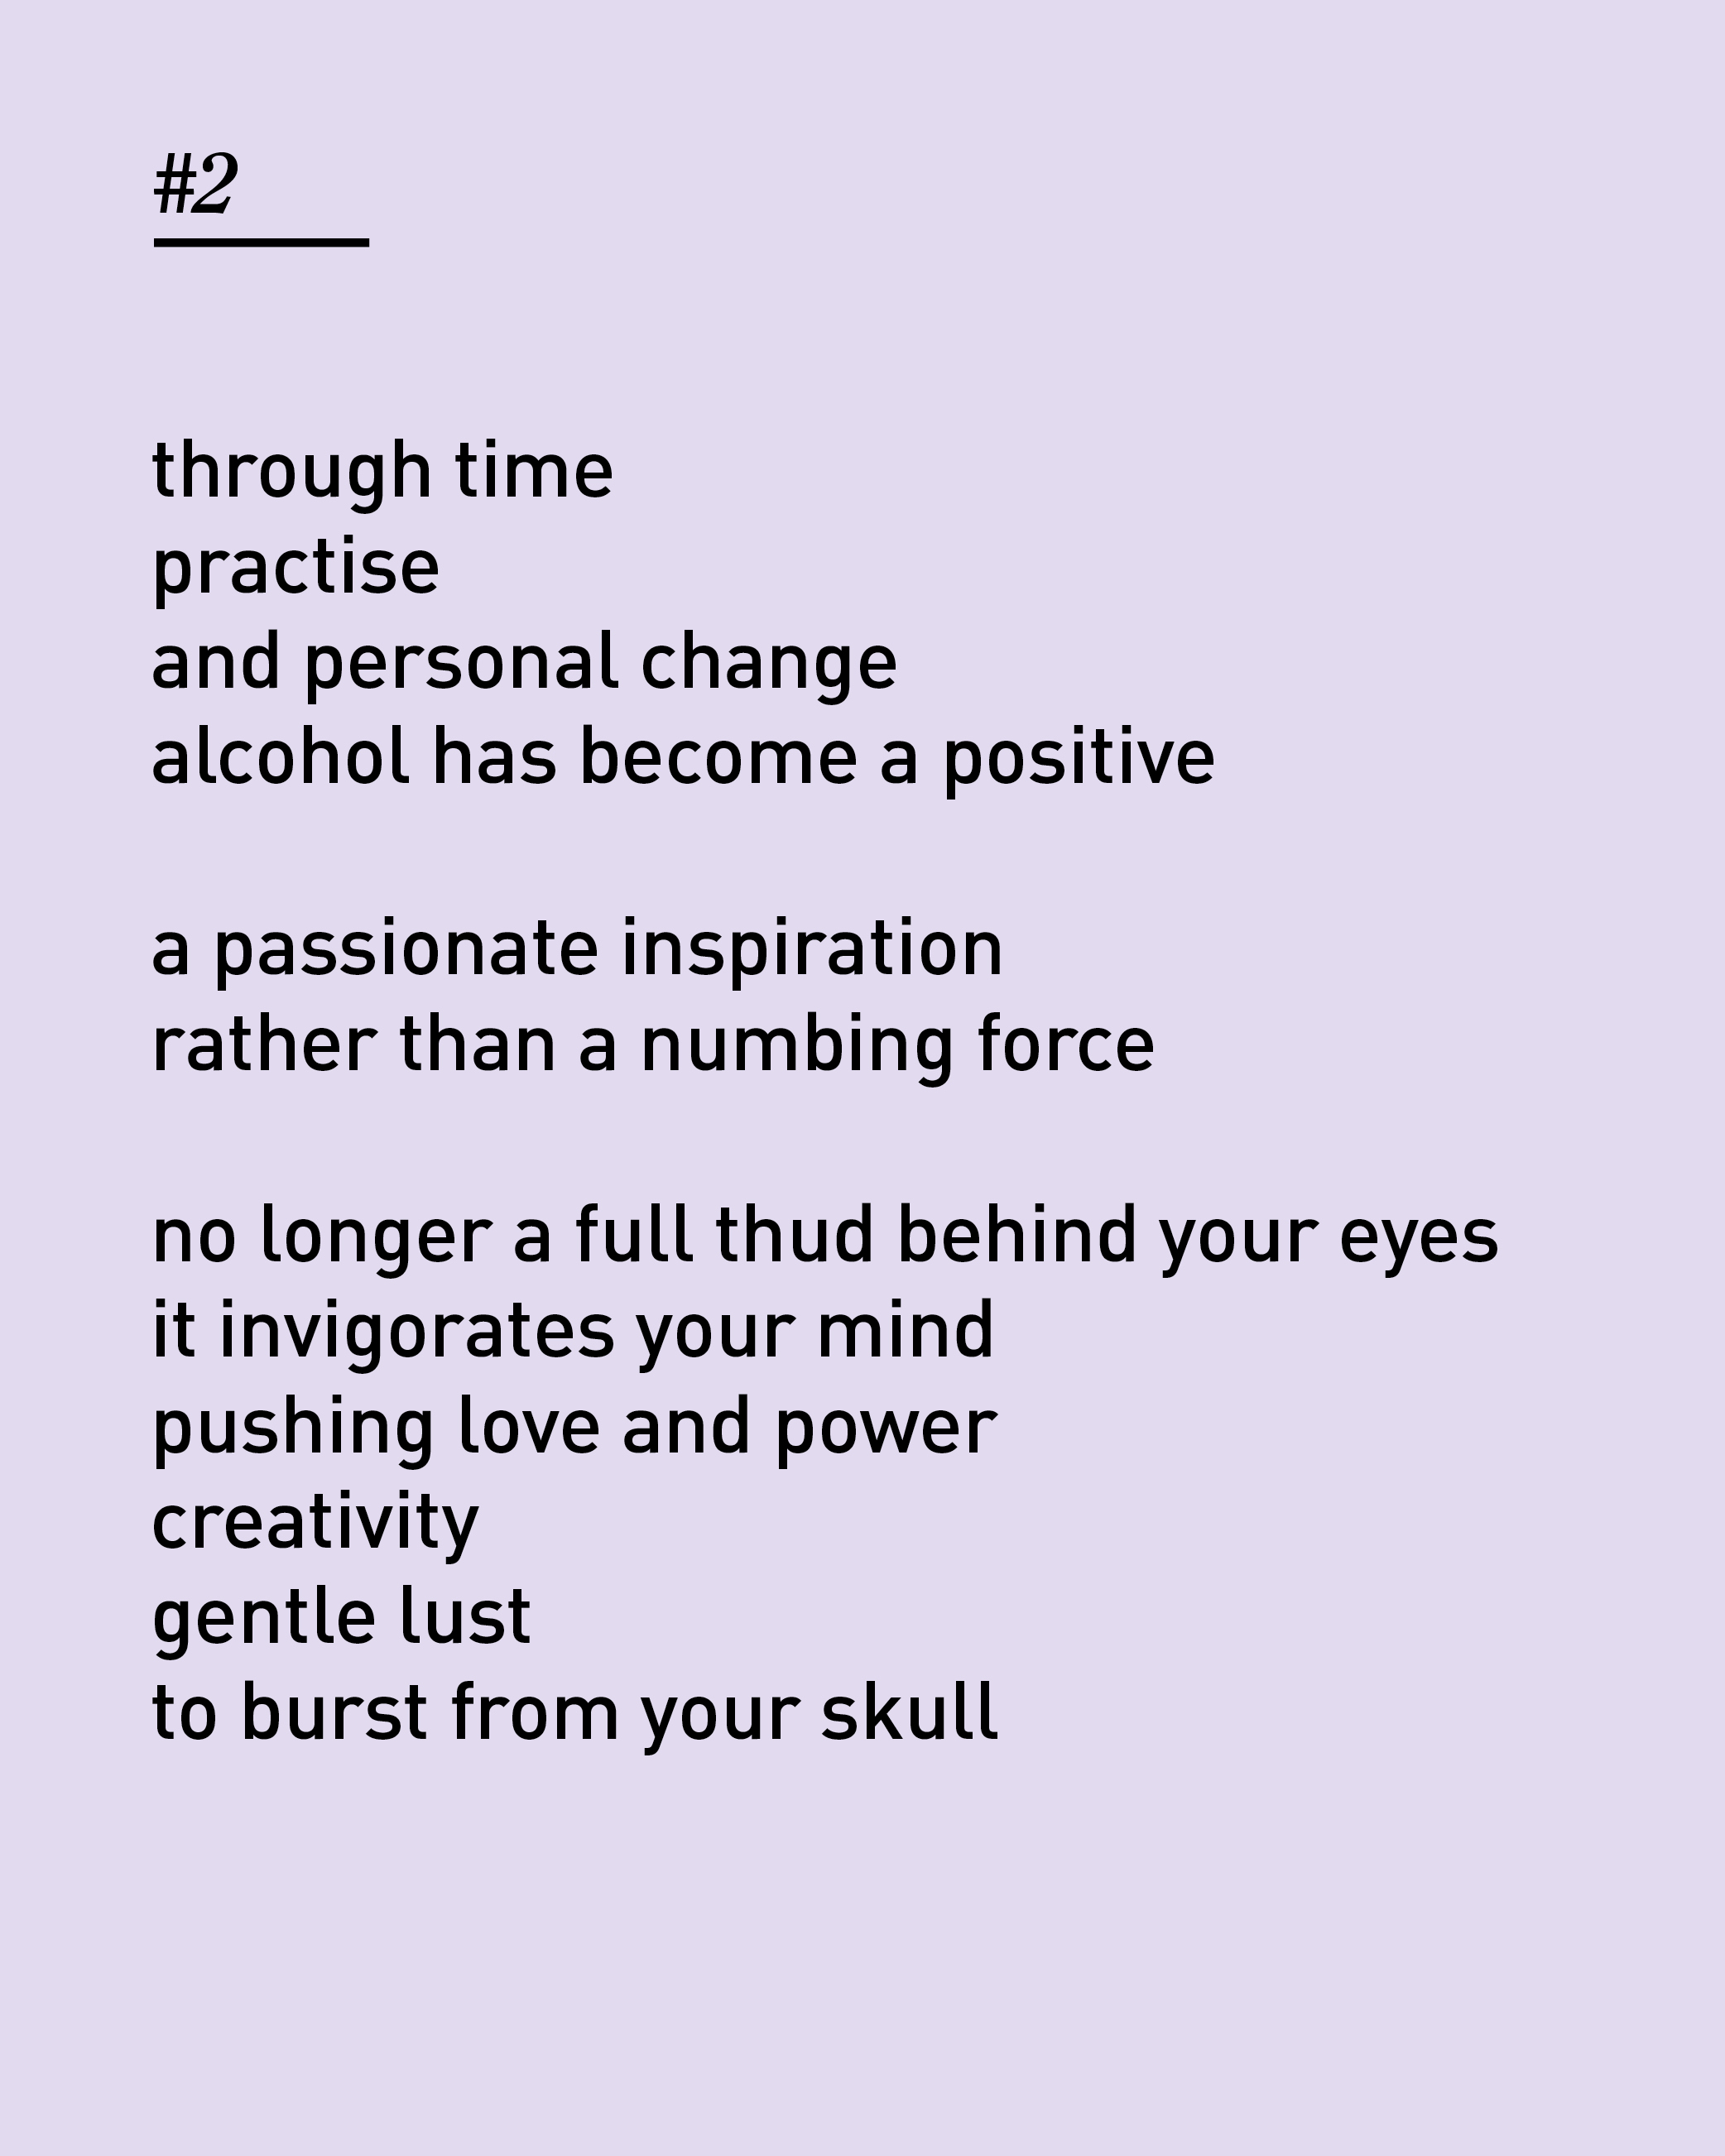 #2
through time
practise
and personal change
alcohol has become a positive
a passionate inspiration
rather than a numbing force
no longer a full thud behind your eyes
it invigorates your mind
pushing love and power
creativity
gentle lust
to burst from your skull